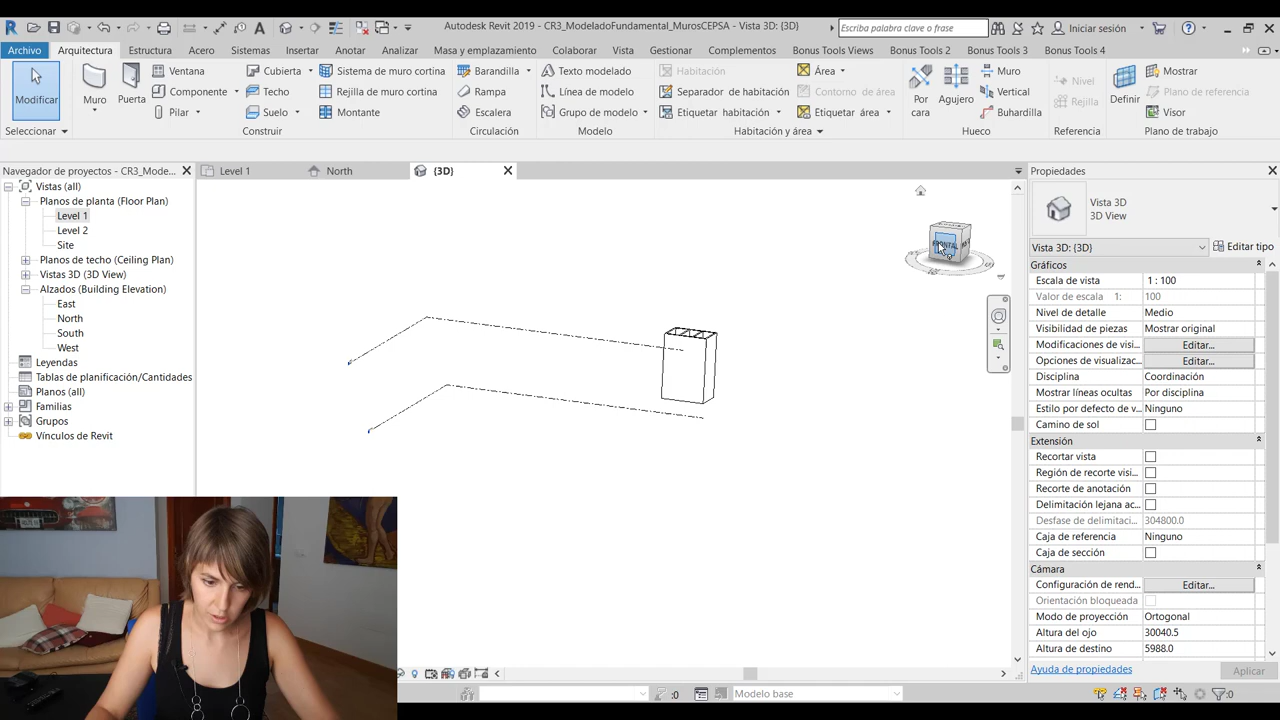 Autodesk Revit 2019 - CR3_ModeladoFundamental_MurosCEPSA - Vista 3D: {3D}
Escriba palabra clave o frase
Iniciar sesión
Archivo Arquitectura Estructura Acero Sistemas Insertar Anotar Analizar Masa y emplazamiento Colaborar Vista Gestionar Complementos Bonus Tools Views Bonus Tools 2 Bonus Tools 3 Bonus Tools 4
Modificar
Muro
Puerta
Ventana
Componente
Pilar
Cubierta
Techo
Suelo
Sistema de muro cortina
Rejilla de muro cortina
Montante
Barandilla
Rampa
Escalera
Texto modelado
Línea de modelo
Grupo de modelo
Habitación
Separador de habitación
Etiquetar habitación
Área
Contorno de área
Etiquetar área
Por cara
Agujero
Muro
Vertical
Buhardilla
Nivel
Rejilla
Definir
Mostrar
Plano de referencia
Visor
Seleccionar Construir Circulación Modelo Habitación y área Hueco Referencia Plano de trabajo
Navegador de proyectos - CR3_Mode...
Level 1
North
{3D}
Vistas (all)
Planos de planta (Floor Plan)
Level 1
Level 2
Site
Planos de techo (Ceiling Plan)
Vistas 3D (3D View)
Alzados (Building Elevation)
East
North
South
West
Leyendas
Tablas de planificación/Cantidades
Planos (all)
Familias
Grupos
Vínculos de Revit
Propiedades
Vista 3D
3D View
Vista 3D: {3D}
Editar tipo
Gráficos
Escala de vista 1 : 100
Valor de escala 1: 100
Nivel de detalle Medio
Visibilidad de piezas Mostrar original
Modificaciones de visi... Editar...
Opciones de visualizac... Editar...
Disciplina Coordinación
Mostrar líneas ocultas Por disciplina
Estilo por defecto de v... Ninguno
Camino de sol
Extensión
Recortar vista
Región de recorte visi...
Recorte de anotación
Delimitación lejana ac...
Desfase de delimitaci... 304800.0
Caja de referencia Ninguno
Caja de sección
Cámara
Configuración de rend... Editar...
Orientación bloqueada
Modo de proyección Ortogonal
Altura del ojo 30040.5
Altura de destino 5988.0
Ayuda de propiedades
Aplicar
:0
Modelo base
:0